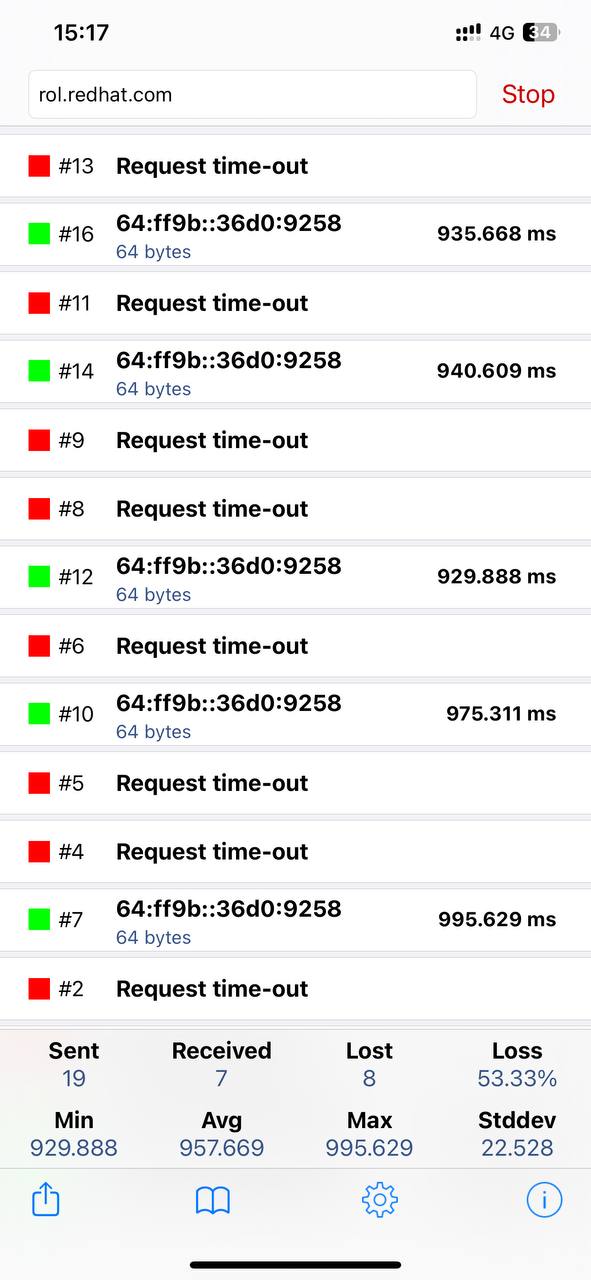 15:17
4G 34
rol.redhat.com Stop
#13 Request time-out
#16 64:ff9b::36d0:9258 935.668 ms
64 bytes
#11 Request time-out
#14 64:ff9b::36d0:9258 940.609 ms
64 bytes
#9 Request time-out
#8 Request time-out
#12 64:ff9b::36d0:9258 929.888 ms
64 bytes
#6 Request time-out
#10 64:ff9b::36d0:9258 975.311 ms
64 bytes
#5 Request time-out
#4 Request time-out
#7 64:ff9b::36d0:9258 995.629 ms
64 bytes
#2 Request time-out
Sent Received Lost Loss
19 7 8 53.33%
Min Avg Max Stddev
929.888 957.669 995.629 22.528